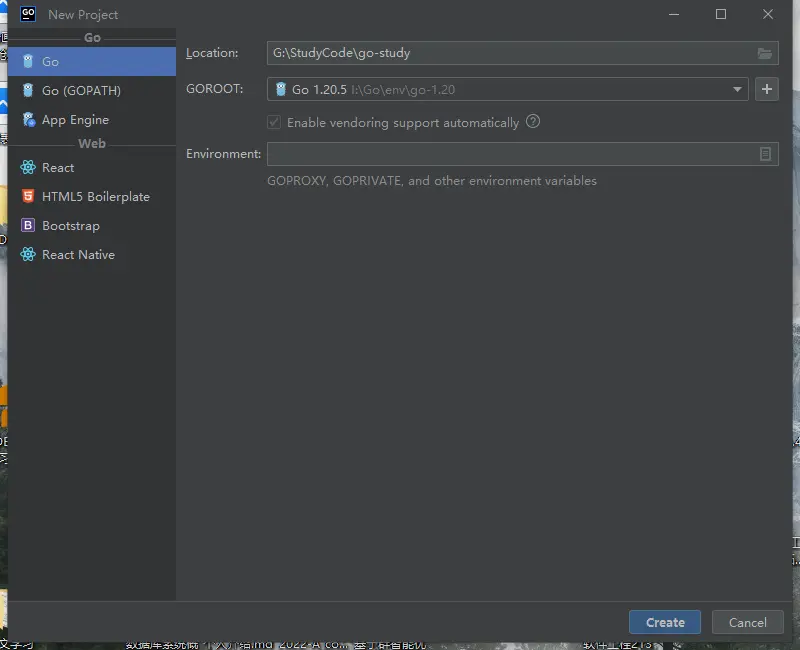 GO New Project
Go
Go
Go (GOPATH)
App Engine
Web
React
HTML5 Boilerplate
Bootstrap
React Native
Location: G:\StudyCode\go-study
GOROOT: Go 1.20.5 I:\Go\env\go-1.20
Enable vendoring support automatically
Environment:
GOPROXY, GOPRIVATE, and other environment variables
Create Cancel